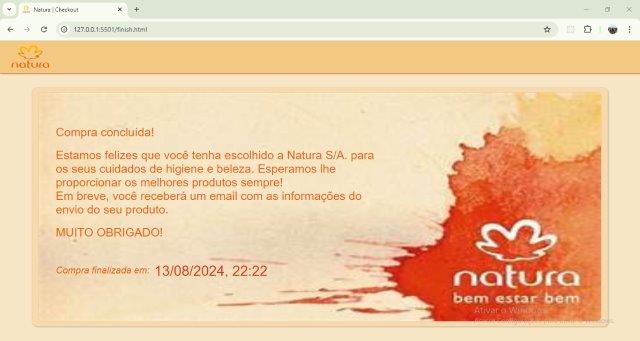 Natura | Checkout
127.0.0.1:5501/finish.html
natura
Compra concluída!
Estamos felizes que você tenha escolhido a Natura S/A. para
os seus cuidados de higiene e beleza. Esperamos lhe
proporcionar os melhores produtos sempre!
Em breve, você receberá um email com as informações do
envio do seu produto.
MUITO OBRIGADO!
Compra finalizada em: 13/08/2024, 22:22
natura
bem estar bem
Ativar o Windows